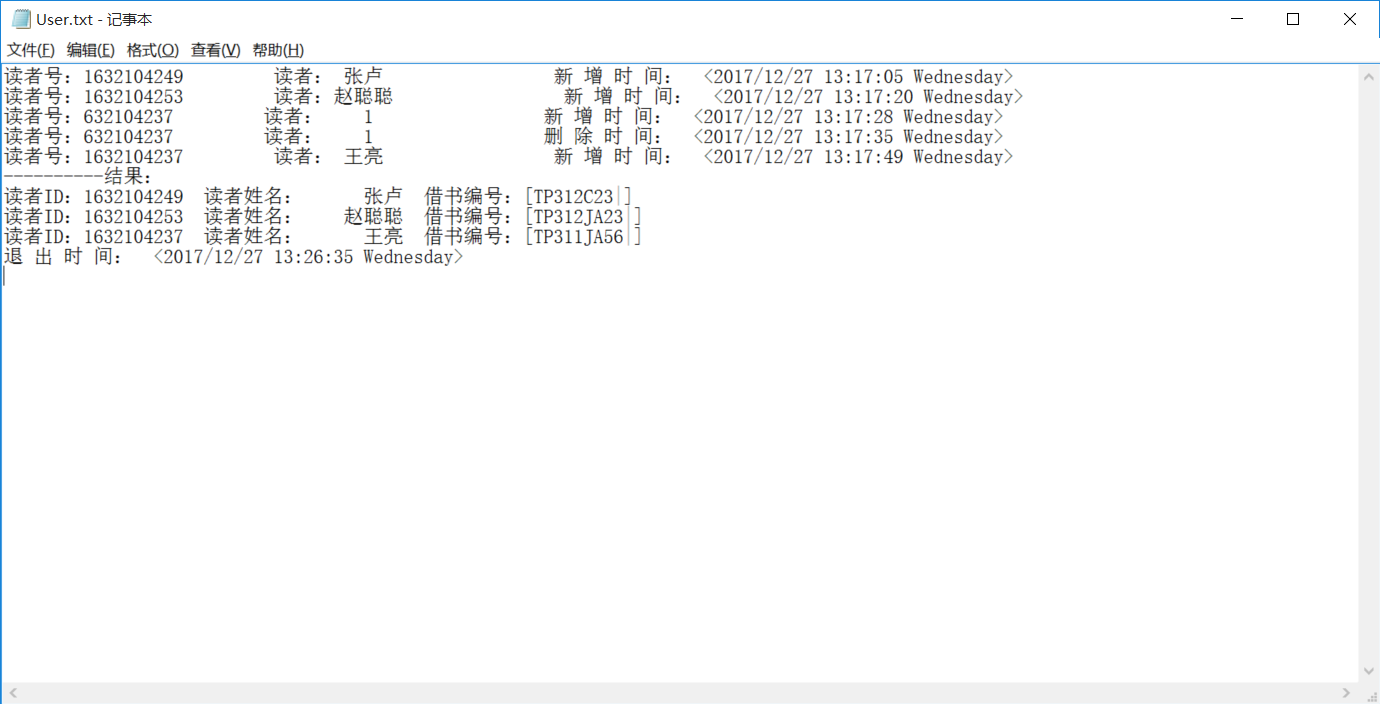 User.txt - 记事本
文件(F) 编辑(E) 格式(O) 查看(V) 帮助(H)
读者号: 1632104249 读者: 张卢 新 增 时 间: <2017/12/27 13:17:05 Wednesday>
读者号: 1632104253 读者: 赵聪聪 新 增 时 间: <2017/12/27 13:17:20 Wednesday>
读者号: 632104237 读者: 1 新 增 时 间: <2017/12/27 13:17:28 Wednesday>
读者号: 632104237 读者: 1 删 除 时 间: <2017/12/27 13:17:35 Wednesday>
读者号: 1632104237 读者: 王亮 新 增 时 间: <2017/12/27 13:17:49 Wednesday>
----------结果:
读者ID: 1632104249 读者姓名: 张卢 借书编号: [TP312C23|]
读者ID: 1632104253 读者姓名: 赵聪聪 借书编号: [TP312JA23|]
读者ID: 1632104237 读者姓名: 王亮 借书编号: [TP311JA56|]
退 出 时 间: <2017/12/27 13:26:35 Wednesday>